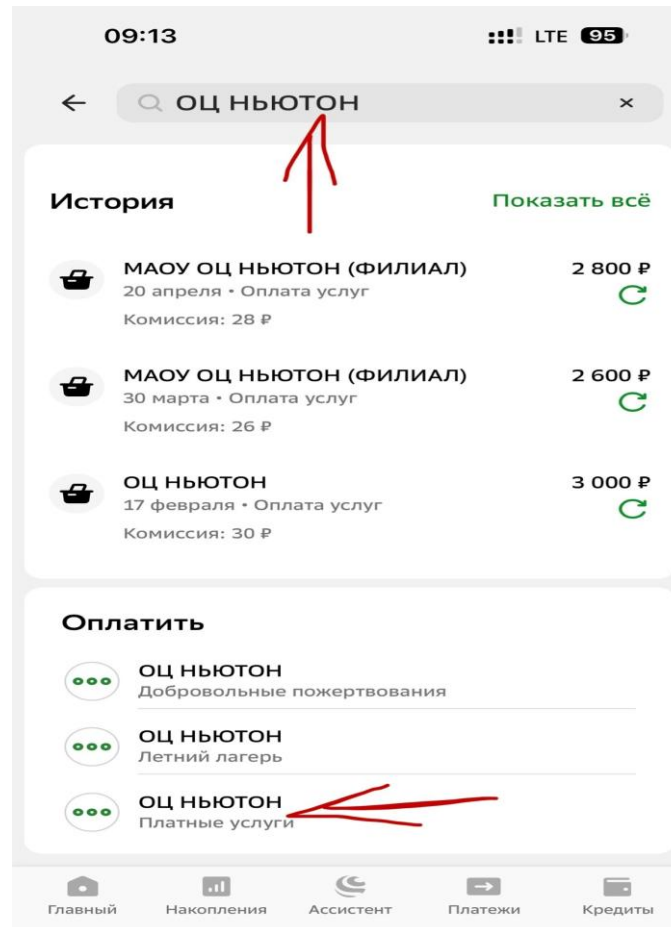 09:13
LTE 95
ОЦ НЬЮТОН
История
Показать всё
МАОУ ОЦ НЬЮТОН (ФИЛИАЛ)
2 800 ₽
20 апреля • Оплата услуг
Комиссия: 28 ₽
МАОУ ОЦ НЬЮТОН (ФИЛИАЛ)
2 600 ₽
30 марта • Оплата услуг
Комиссия: 26 ₽
ОЦ НЬЮТОН
3 000 ₽
17 февраля • Оплата услуг
Комиссия: 30 ₽
Оплатить
ОЦ НЬЮТОН
Добровольные пожертвования
ОЦ НЬЮТОН
Летний лагерь
ОЦ НЬЮТОН
Платные услуги
Главный
Накопления
Ассистент
Платежи
Кредиты